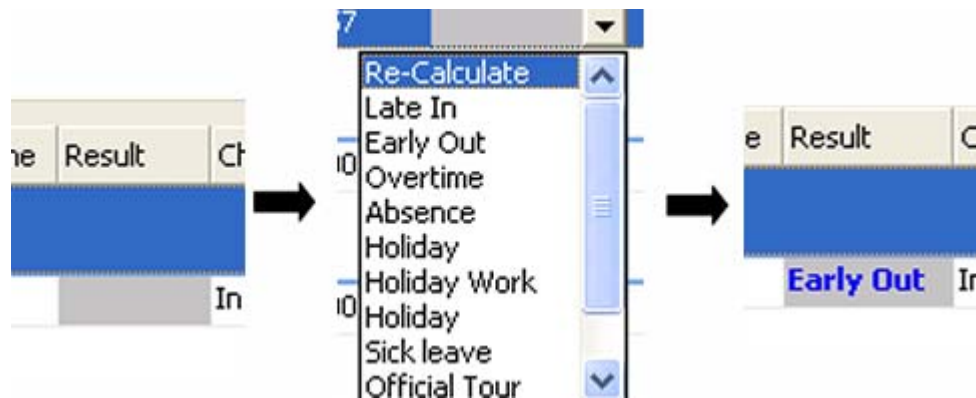 57
Re-Calculate
Late In
Early Out
Overtime
Absence
Holiday
Holiday Work
Holiday
Sick leave
Official Tour
Result
In
Result
Early Out